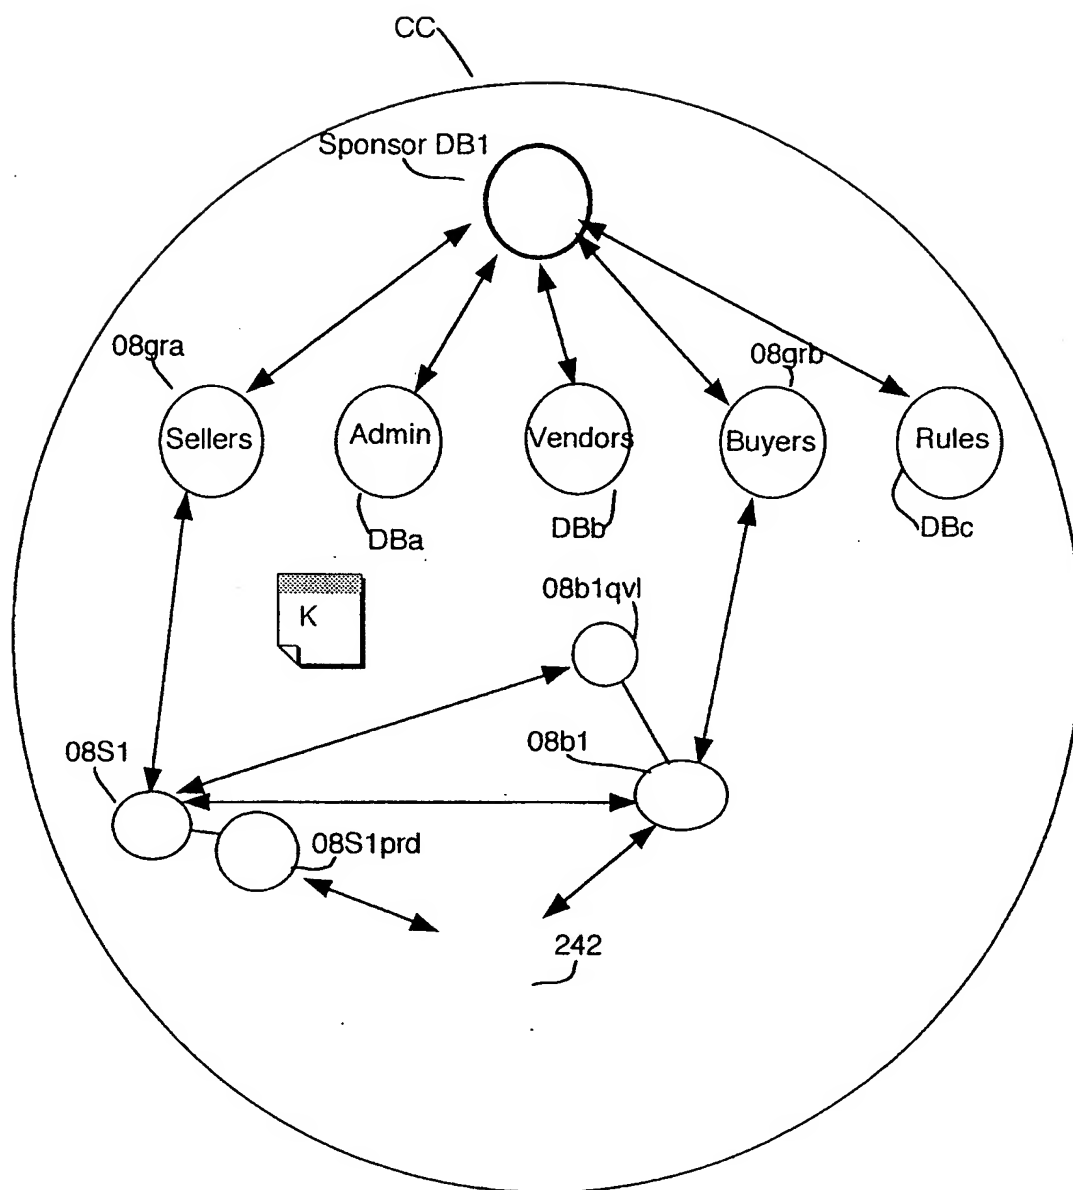 CC
Sponsor DB1
08gra
08grb
Sellers
Admin
Vendors
Buyers
Rules
DBa
DBb
DBc
08b1qvl
K
08S1
08b1
08S1prd
242